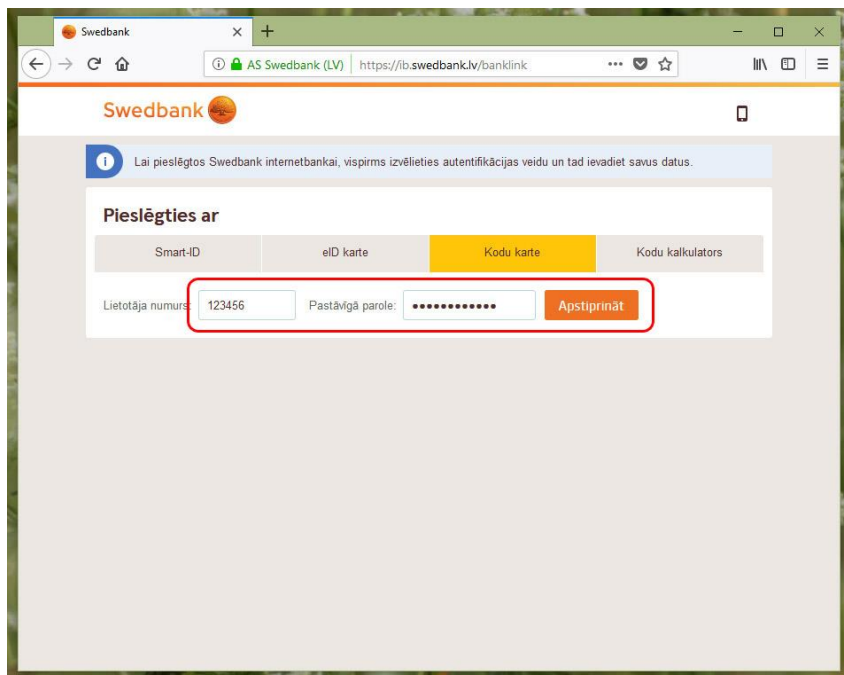 Swedbank
AS Swedbank (LV) https://ib.swedbank.lv/banklink
Swedbank
Lai pieslēgtos Swedbank internetbankai, vispirms izvēlieties autentifikācijas veidu un tad ievadiet savus datus.
Pieslēgties ar
Smart-ID eID karte Kodu karte Kodu kalkulators
Lietotāja numurs: 123456 Pastāvīgā parole: •••••••••••• Apstiprināt